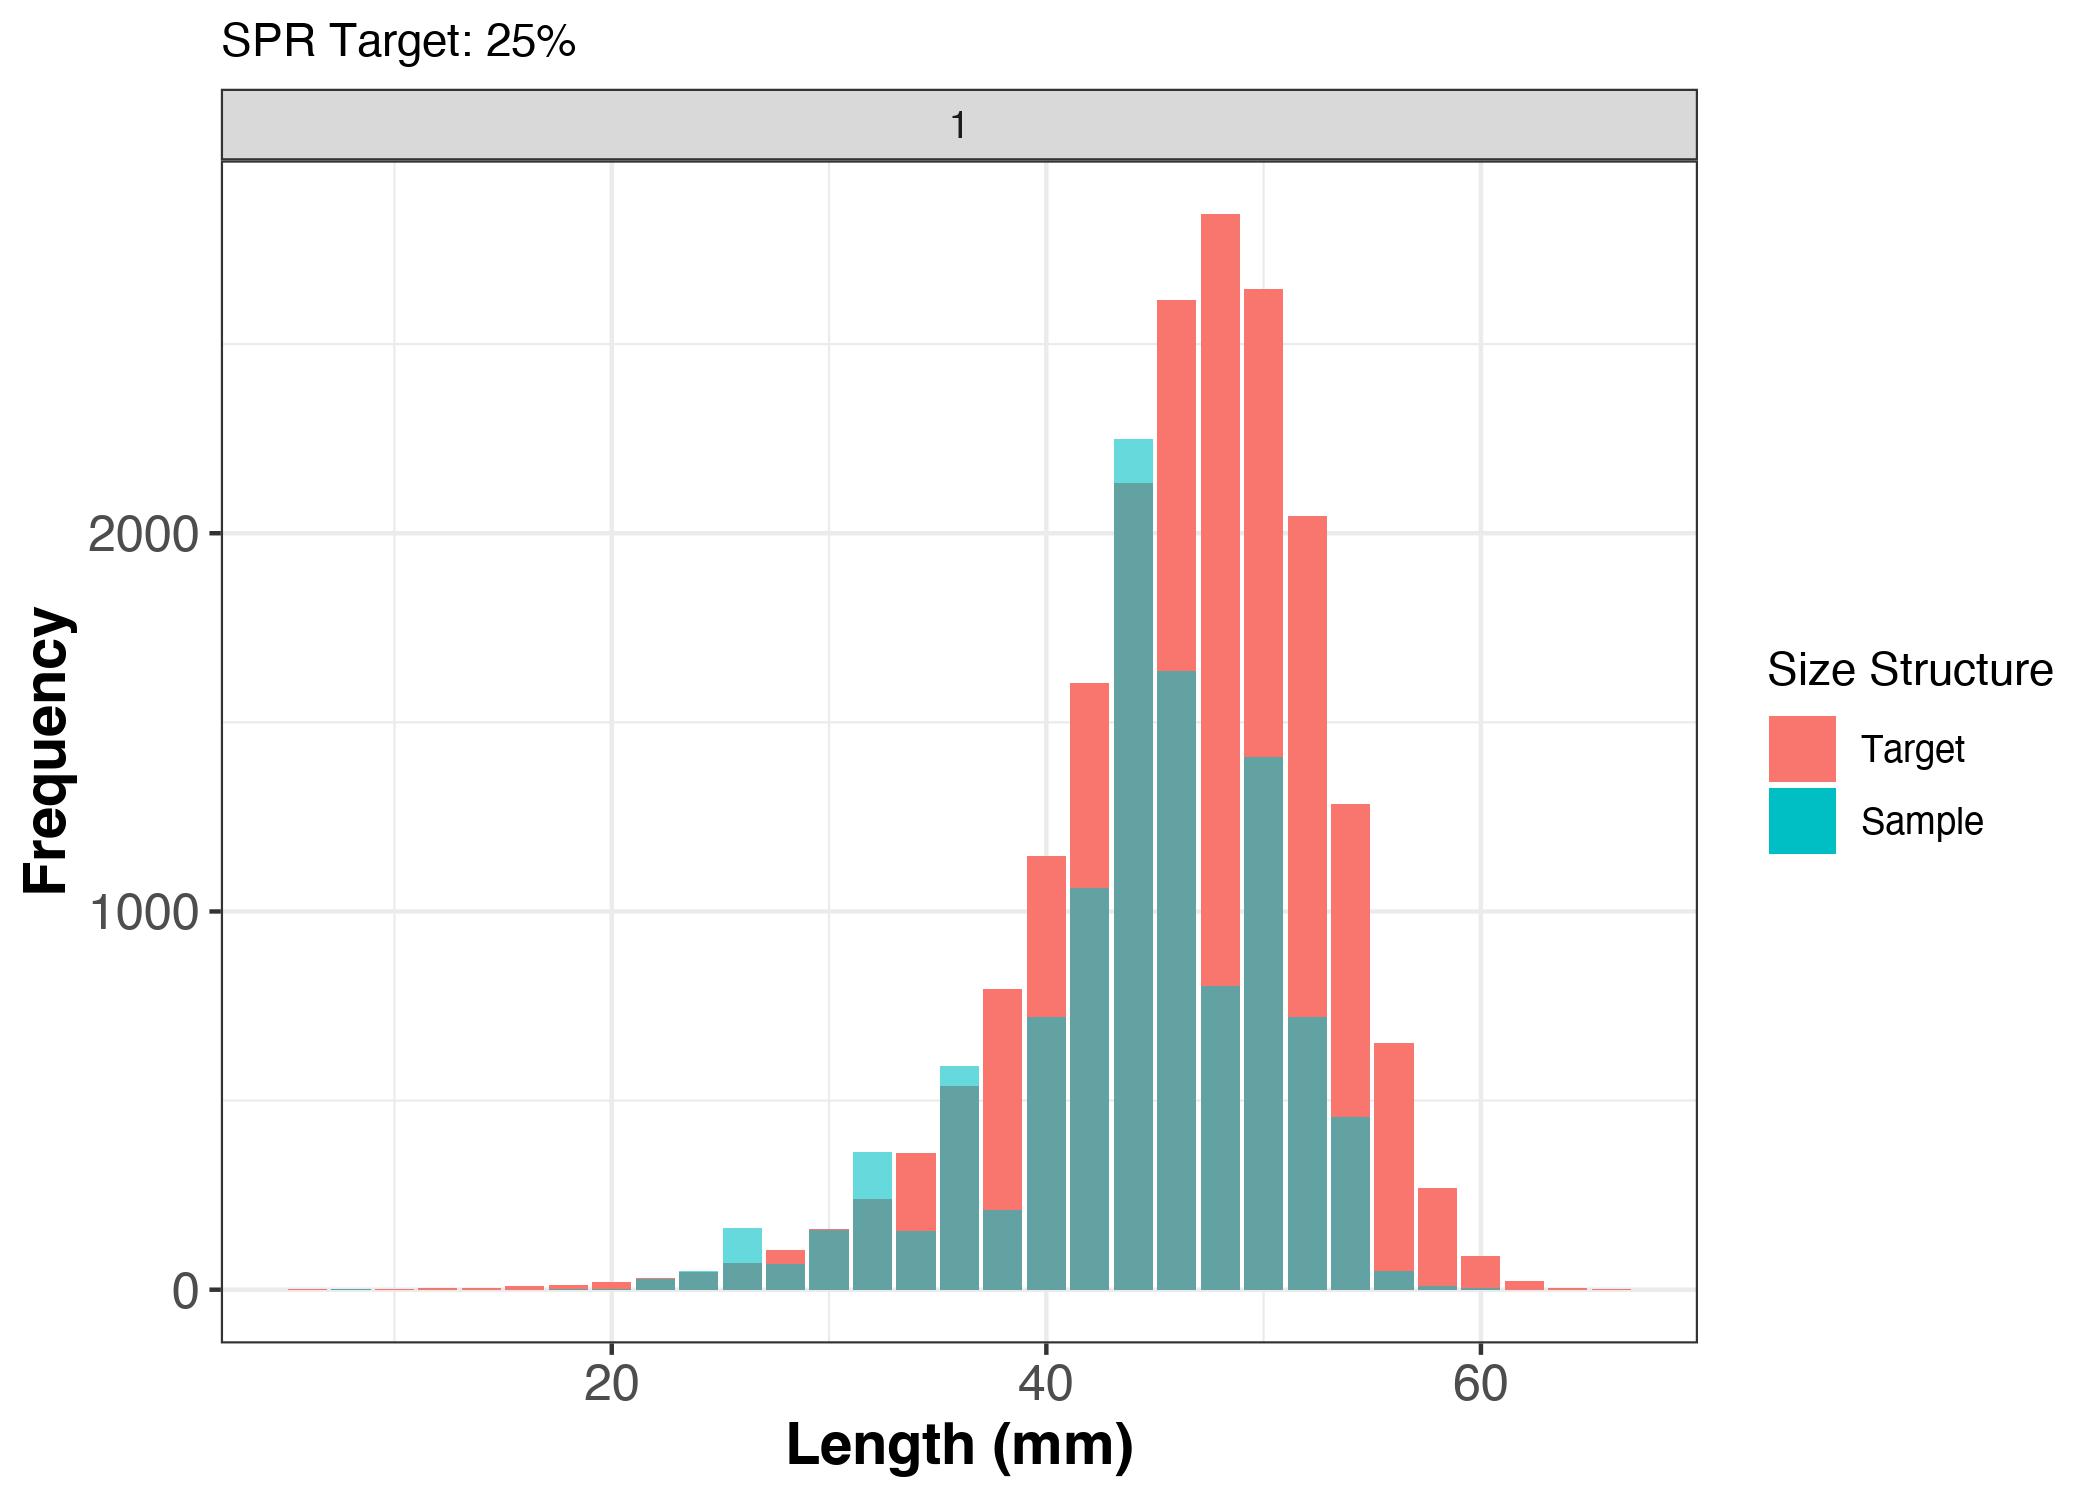 SPR Target: 25%
1
Frequency
2000
1000
0
20 40 60
Length (mm)
Size Structure
Target
Sample